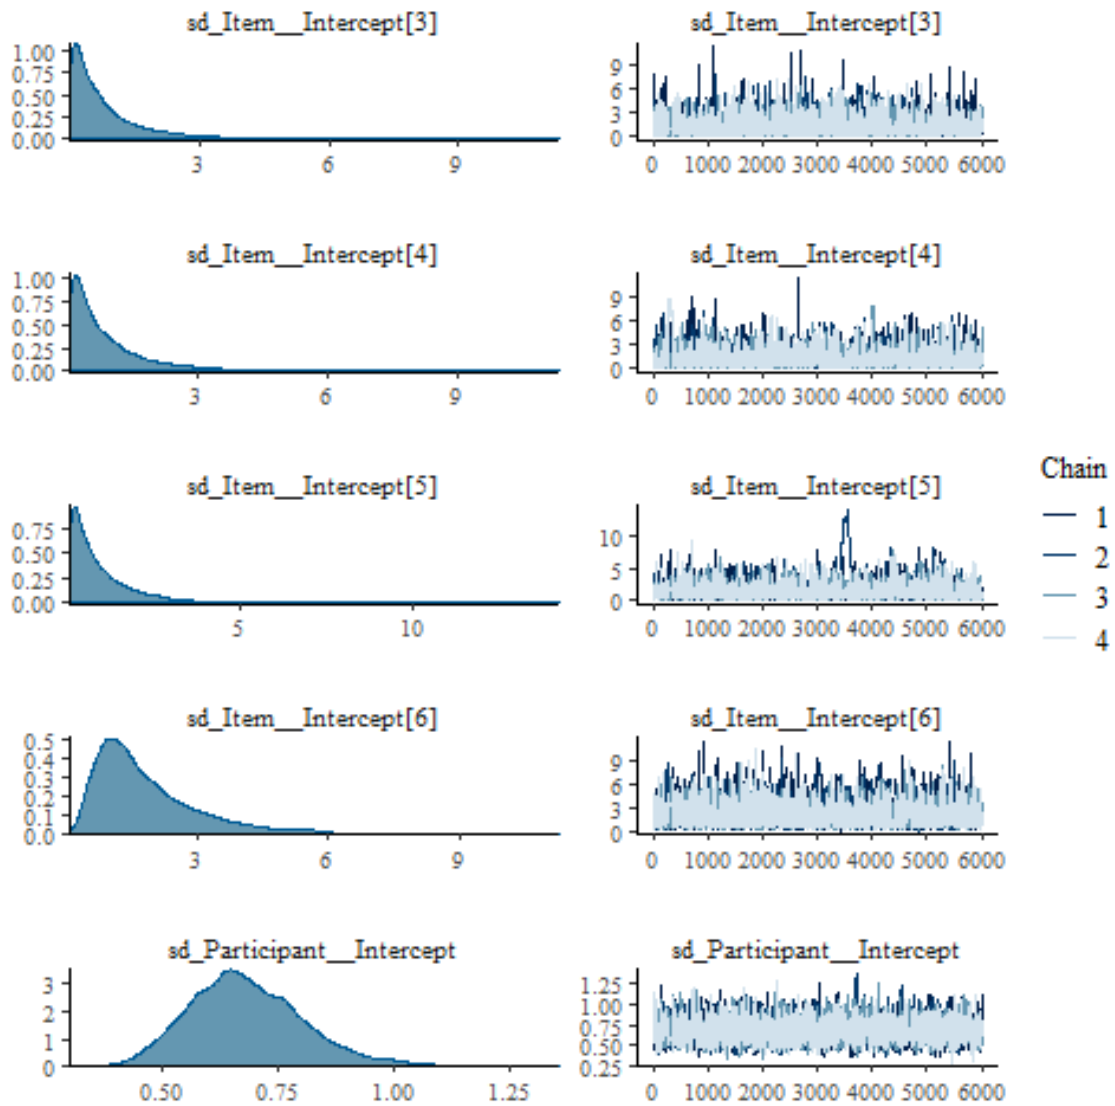 sd_Item__Intercept[3]
1.00
0.75
0.50
0.25
0.00
3 6 9
sd_Item__Intercept[3]
9
6
3
0
0 1000 2000 3000 4000 5000 6000
sd_Item__Intercept[4]
1.00
0.75
0.50
0.25
0.00
3 6 9
sd_Item__Intercept[4]
9
6
3
0
0 1000 2000 3000 4000 5000 6000
sd_Item__Intercept[5]
0.75
0.50
0.25
0.00
5 10
sd_Item__Intercept[5]
10
5
0
0 1000 2000 3000 4000 5000 6000
sd_Item__Intercept[6]
0.5
0.4
0.3
0.2
0.1
0.0
3 6 9
sd_Item__Intercept[6]
9
6
3
0
0 1000 2000 3000 4000 5000 6000
sd_Participant__Intercept
3
2
1
0
0.50 0.75 1.00 1.25
sd_Participant__Intercept
1.25
1.00
0.75
0.50
0.25
0 1000 2000 3000 4000 5000 6000
Chain
1
2
3
4